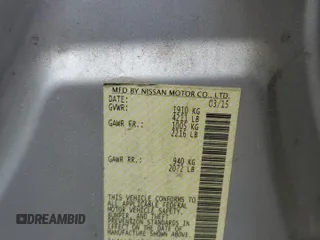 MFD BY NISSAN MOTOR CO., LTD.
DATE: 03/15
GVWR: 1910 KG
4211 LB
GAWR FR: 1005 KG
2216 LB
GAWR RR: 940 KG
2072 LB
THIS VEHICLE CONFORMS TO
ALL APPLICABLE FEDERAL
MOTOR VEHICLE SAFETY,
BUMPER, AND THEFT
PREVENTION STANDARDS
IN EFFECT ON THE DATE OF
MANUFACTURE SHOWN ABOVE
DREAMBID